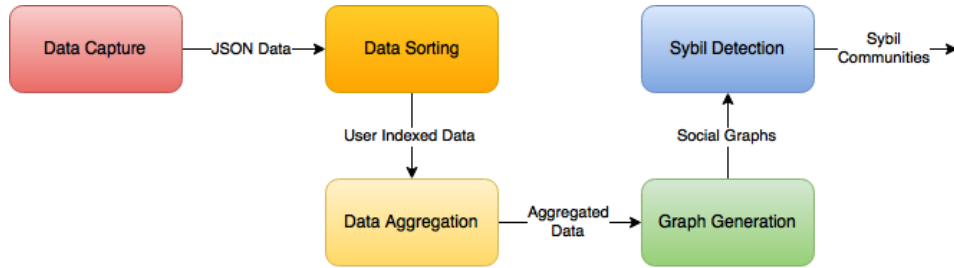 Data Capture
JSON Data
Data Sorting
Sybil Detection
Sybil
Communities
User Indexed Data
Social Graphs
Data Aggregation
Aggregated
Data
Graph Generation